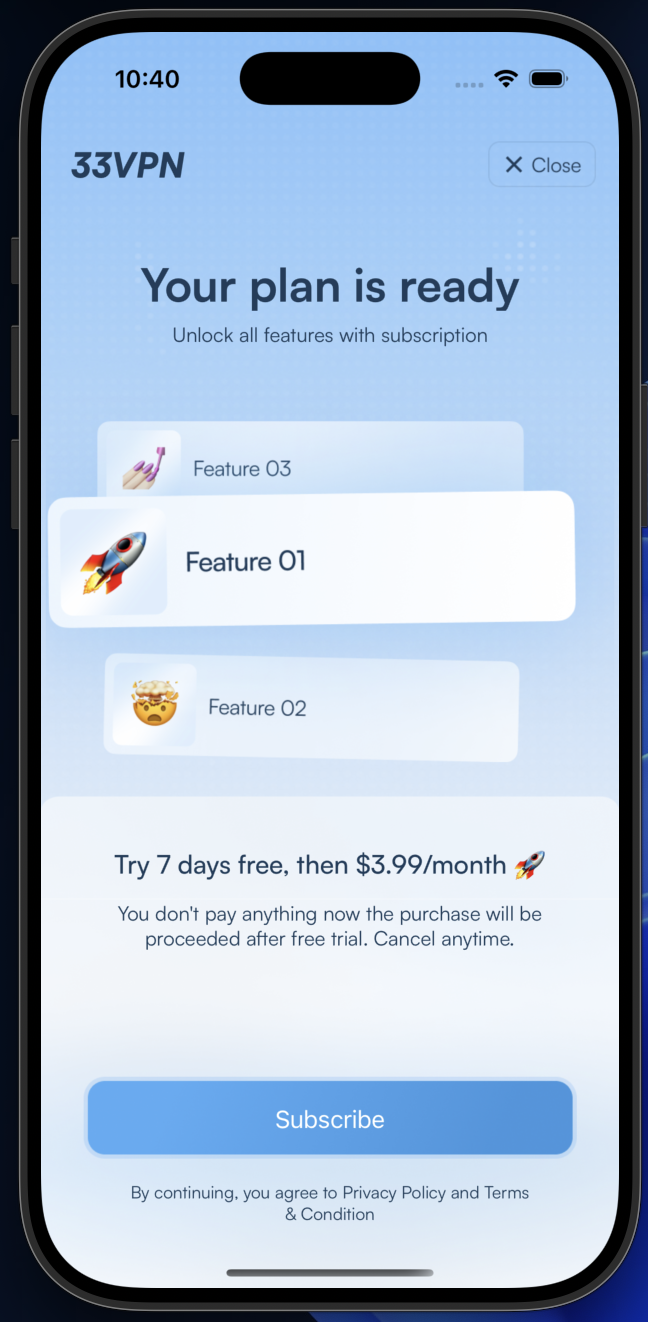 10:40
33VPN
Close
Your plan is ready
Unlock all features with subscription
Feature 03
Feature 01
Feature 02
Try 7 days free, then $3.99/month 🚀
You don't pay anything now the purchase will be
proceeded after free trial. Cancel anytime.
Subscribe
By continuing, you agree to Privacy Policy and Terms
& Condition